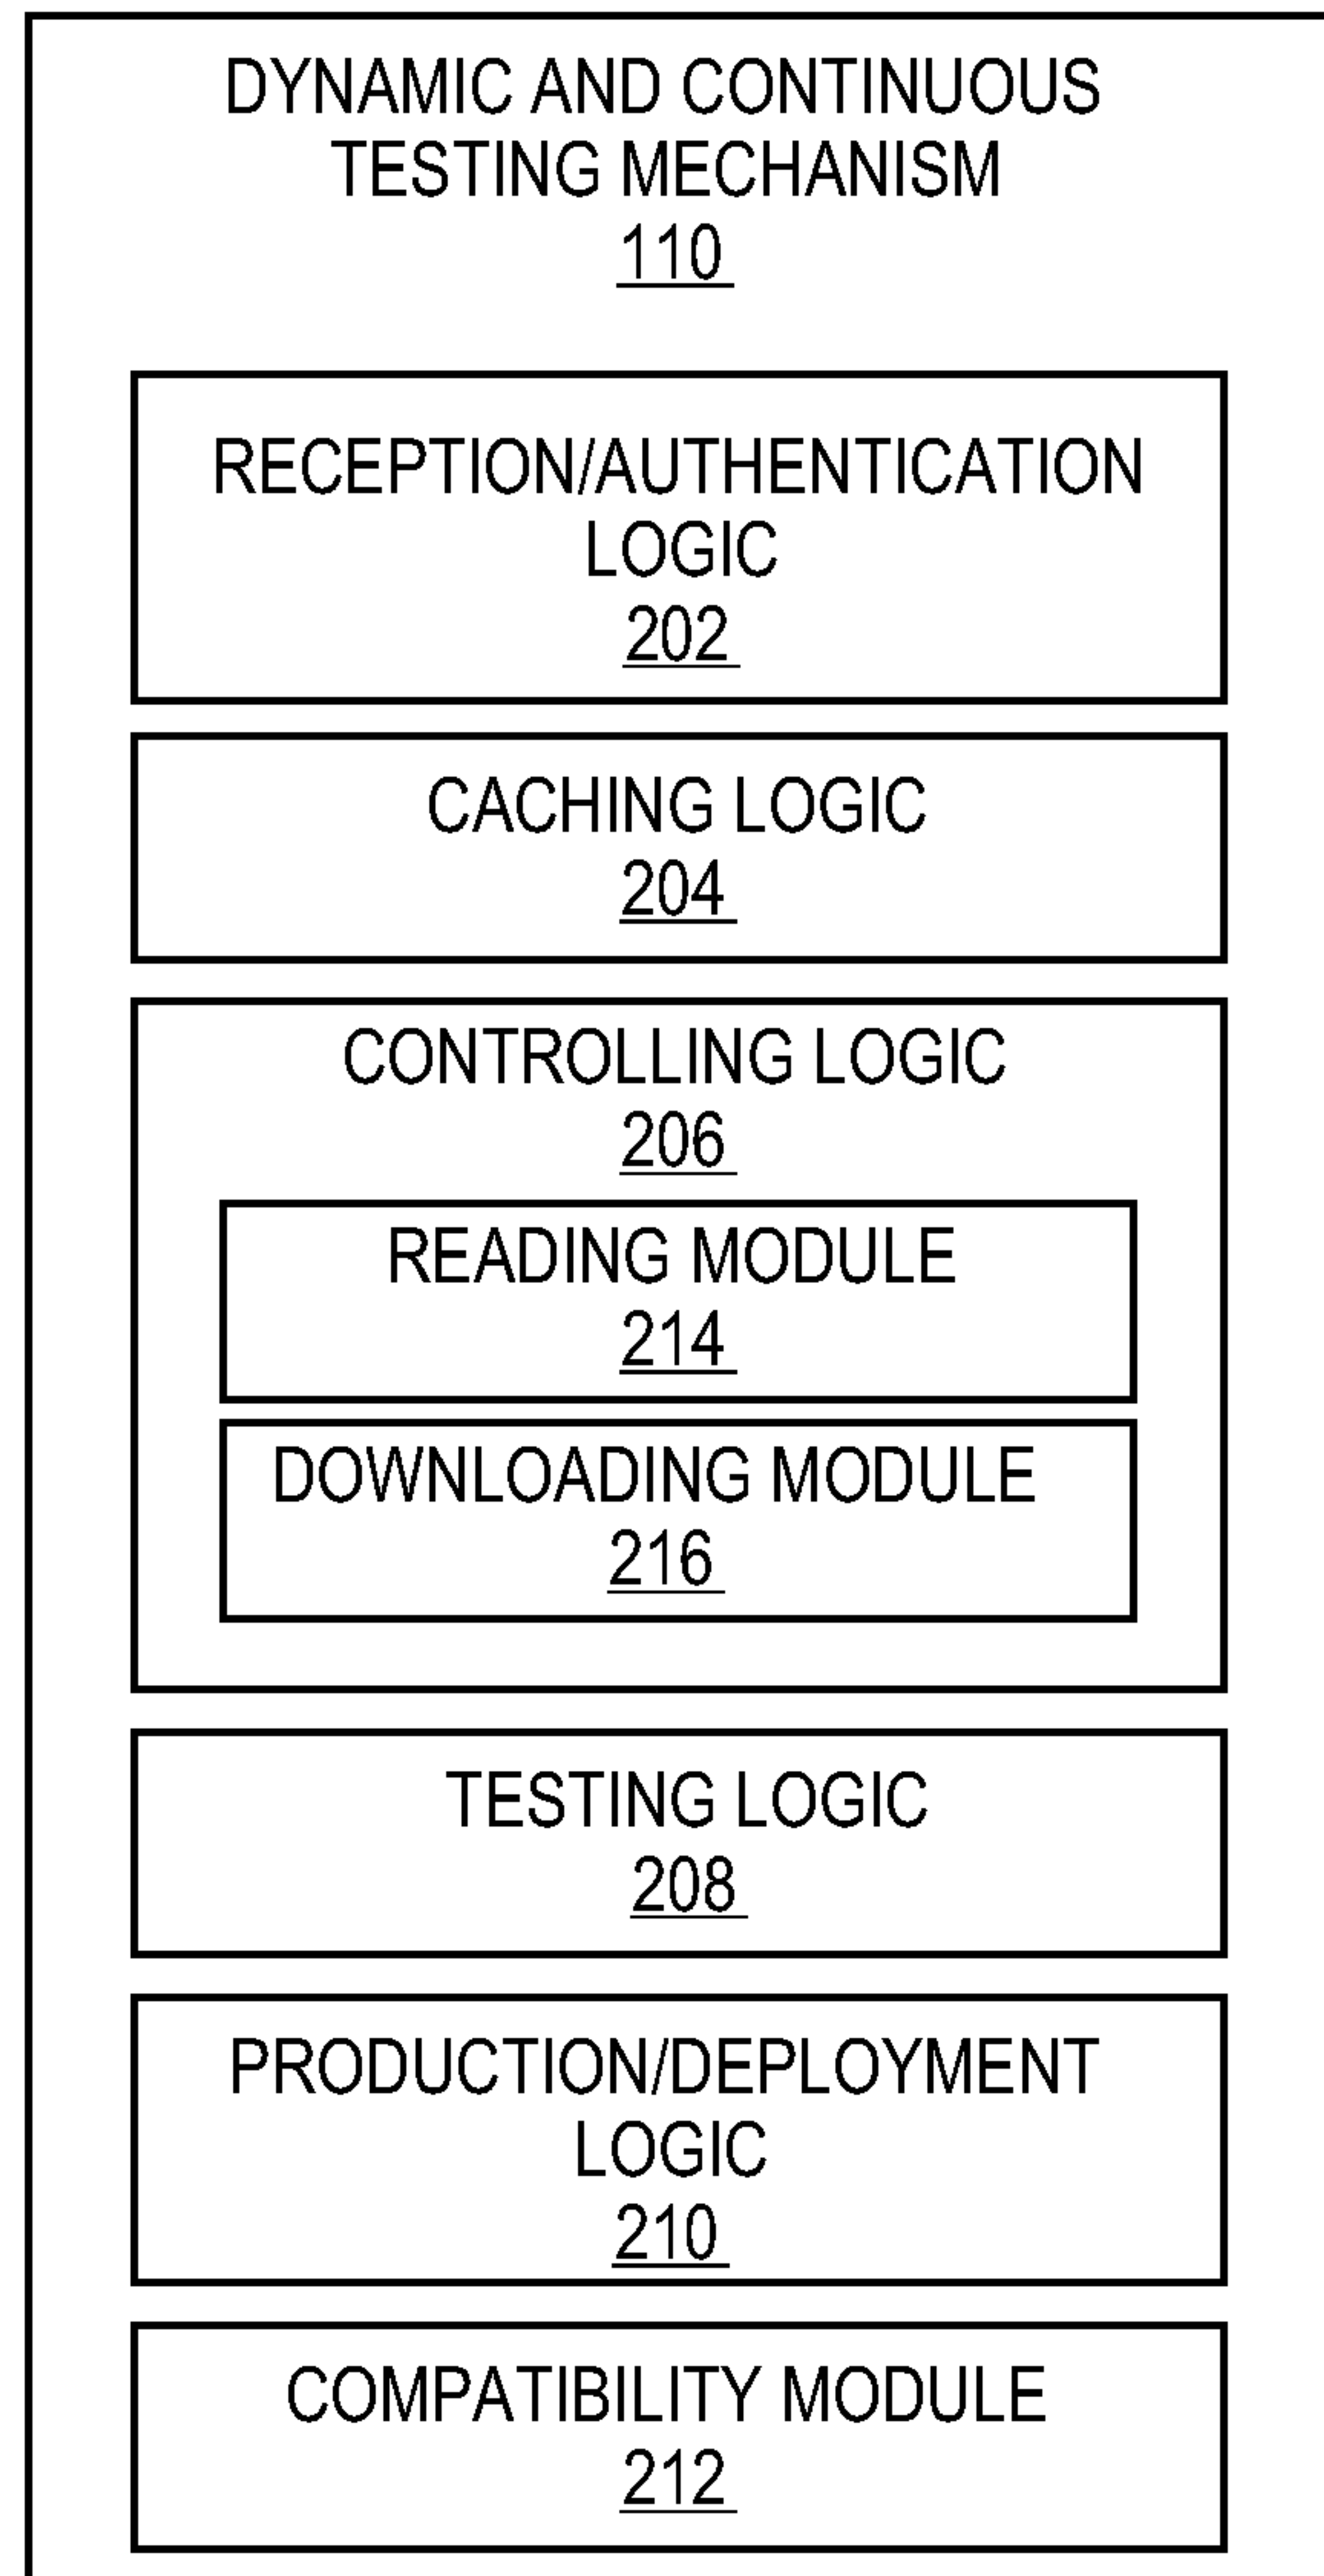 DYNAMIC AND CONTINUOUS
TESTING MECHANISM
110
RECEPTION/AUTHENTICATION
LOGIC
202
CACHING LOGIC
204
CONTROLLING LOGIC
206
READING MODULE
214
DOWNLOADING MODULE
216
TESTING LOGIC
208
PRODUCTION/DEPLOYMENT
LOGIC
210
COMPATIBILITY MODULE
212